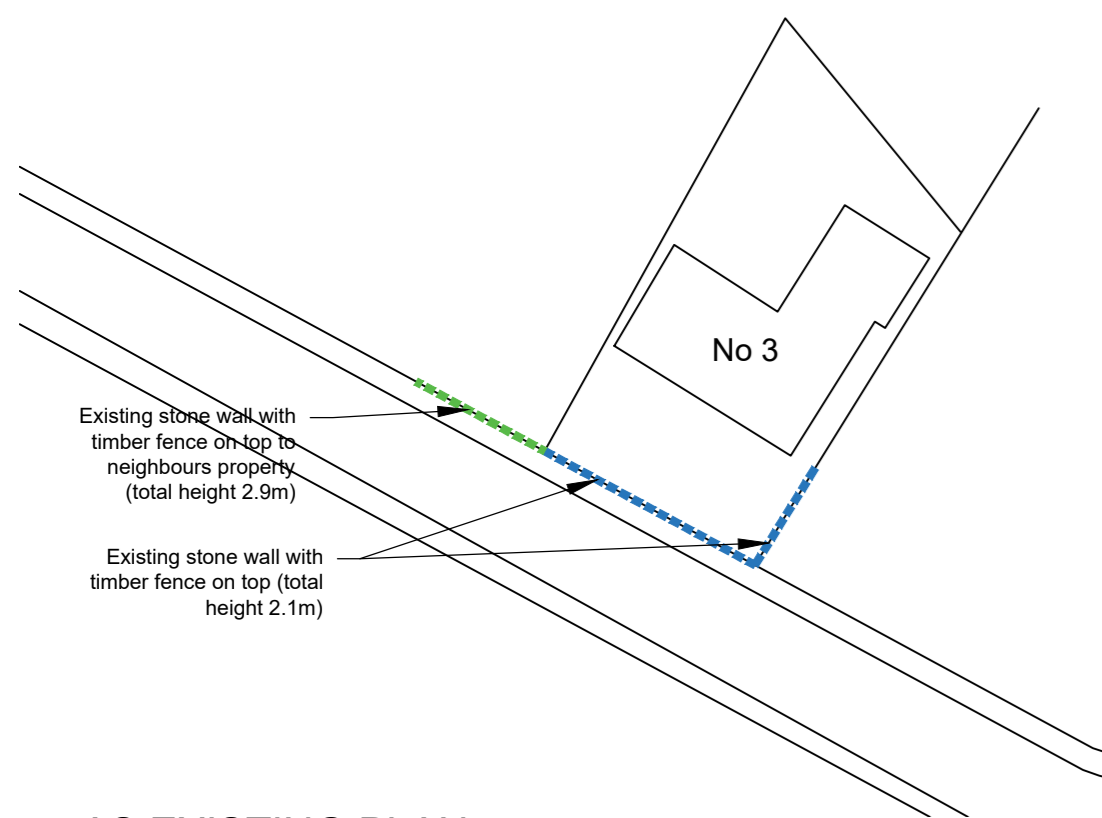 No 3
Existing stone wall with
timber fence on top to
neighbours property
(total height 2.9m)
Existing stone wall with
timber fence on top (total
height 2.1m)